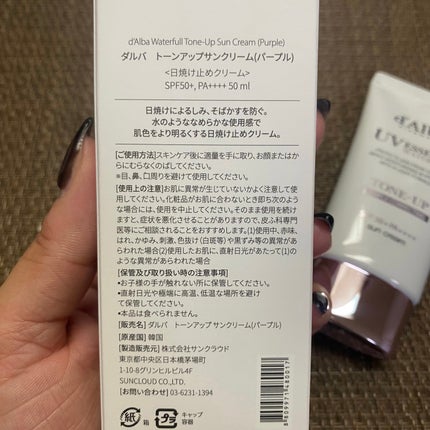 d'Alba Waterfull Tone-Up Sun Cream (Purple)
ダルバ トーンアップサンクリーム(パープル)
<日焼け止めクリーム>
SPF50+, PA++++ 50 ml
日焼けによるしみ、そばかすを防ぐ。
水のようななめらかな使用感で
肌色をより明るくする日焼け止めクリーム。
[ご使用方法]スキンケア後に適量を手に取り、お顔またはか
らにむらなくのばしてください。
※目、鼻、口周りを避けてください。
[使用上の注意]お肌に異常が生じていないかよく注意して使用
してください。化粧品がお肌に合わないとき即ち次のよう
な場合には、使用を中止してください。そのまま使用を続けま
すと、症状を悪化させることがありますので、皮ふ科専門
医等にご相談されることをおすすめします。(1)使用中、赤味、
はれ、かゆみ、刺激、色抜け(白斑等)や黒ずみ等の異常があ
らわれた場合(2)使用したお肌に、直射日光があたって(1)の
ような異常があらわれた場合
[保管及び取り扱い時の注意事項]
•お子様の手が触れない所に保管してください。
•直射日光や極端に高温、低温な場所を避け
て保管してください。
•本品は食べられません。
[販売名] ダルバ トーンアップサンクリーム(パープル)
[原産国] 韓国
[製造販売元] 株式会社サンクラウド
東京都中央区日本橋茅場町
1-10-8グリンヒルビル4F
SUNCLOUD CO.,LTD.
[お問い合わせ] 03-6231-1394
紙
箱
プラ
キャップ
容器
8809971480017
d'Alba
UV ESSEN
TONE-UP
sun cream